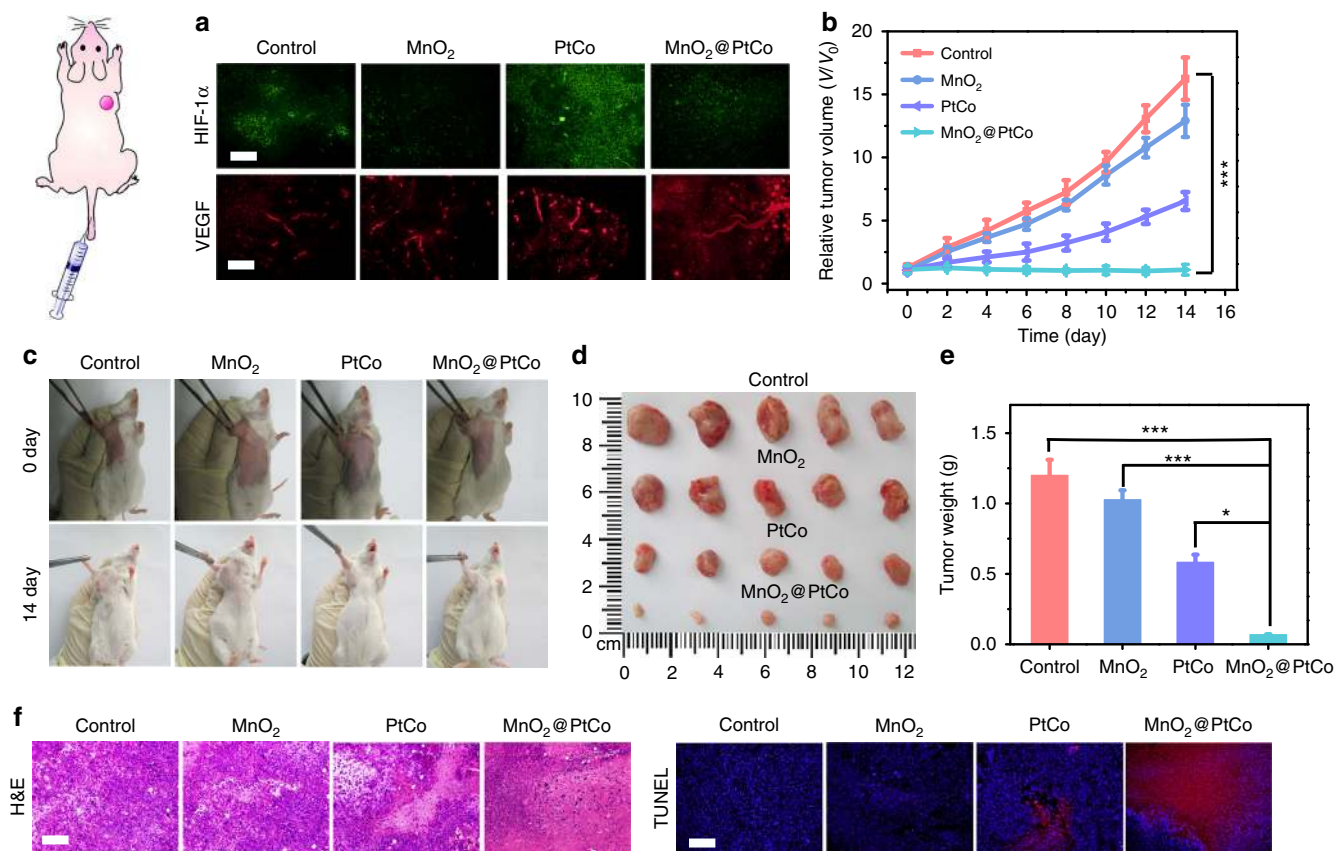 a
Control MnO₂ PtCo MnO₂@PtCo
HIF-1α
VEGF
b
Relative tumor volume (V/V₀)
20
15
10
5
0
Control
MnO₂
PtCo
MnO₂@PtCo
***
0 2 4 6 8 10 12 14 16
Time (day)
c
Control MnO₂ PtCo MnO₂@PtCo
0 day
14 day
d
Control
MnO₂
PtCo
MnO₂@PtCo
10
8
6
4
2
0
cm
0 2 4 6 8 10 12
e
Tumor weight (g)
1.5
1.0
0.5
0.0
***
***
*
Control MnO₂ PtCo MnO₂@PtCo
f
Control MnO₂ PtCo MnO₂@PtCo
H&E
Control MnO₂ PtCo MnO₂@PtCo
TUNEL